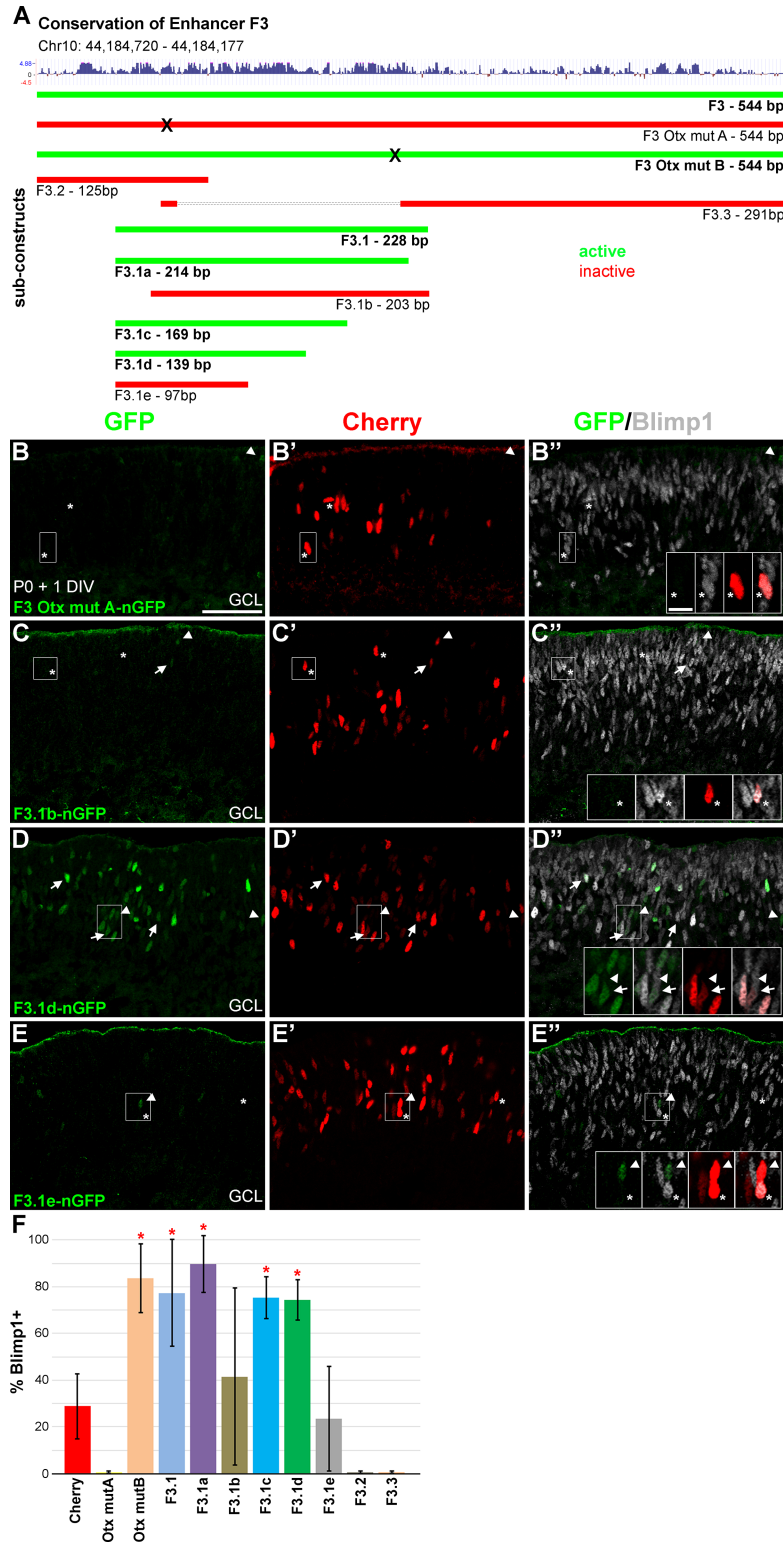 A
Conservation of Enhancer F3
Chr10: 44,184,720 - 44,184,177
4.88
0
-4.5
F3 - 544 bp
X
F3 Otx mut A - 544 bp
X
F3 Otx mut B - 544 bp
F3.2 - 125bp
F3.3 - 291bp
F3.1 - 228 bp
active
F3.1a - 214 bp
inactive
sub-constructs
F3.1b - 203 bp
F3.1c - 169 bp
F3.1d - 139 bp
F3.1e - 97bp
GFP Cherry GFP/Blimp1
B B' B''
* * *
P0 + 1 DIV
F3 Otx mut A-nGFP GCL
C C' C''
F3.1b-nGFP GCL
D D' D''
F3.1d-nGFP GCL
E E' E''
F3.1e-nGFP GCL
F
% Blimp1+
100
80
60
40
20
0
* * * * *
Cherry
Otx mutA
Otx mutB
F3.1
F3.1a
F3.1b
F3.1c
F3.1d
F3.1e
F3.2
F3.3